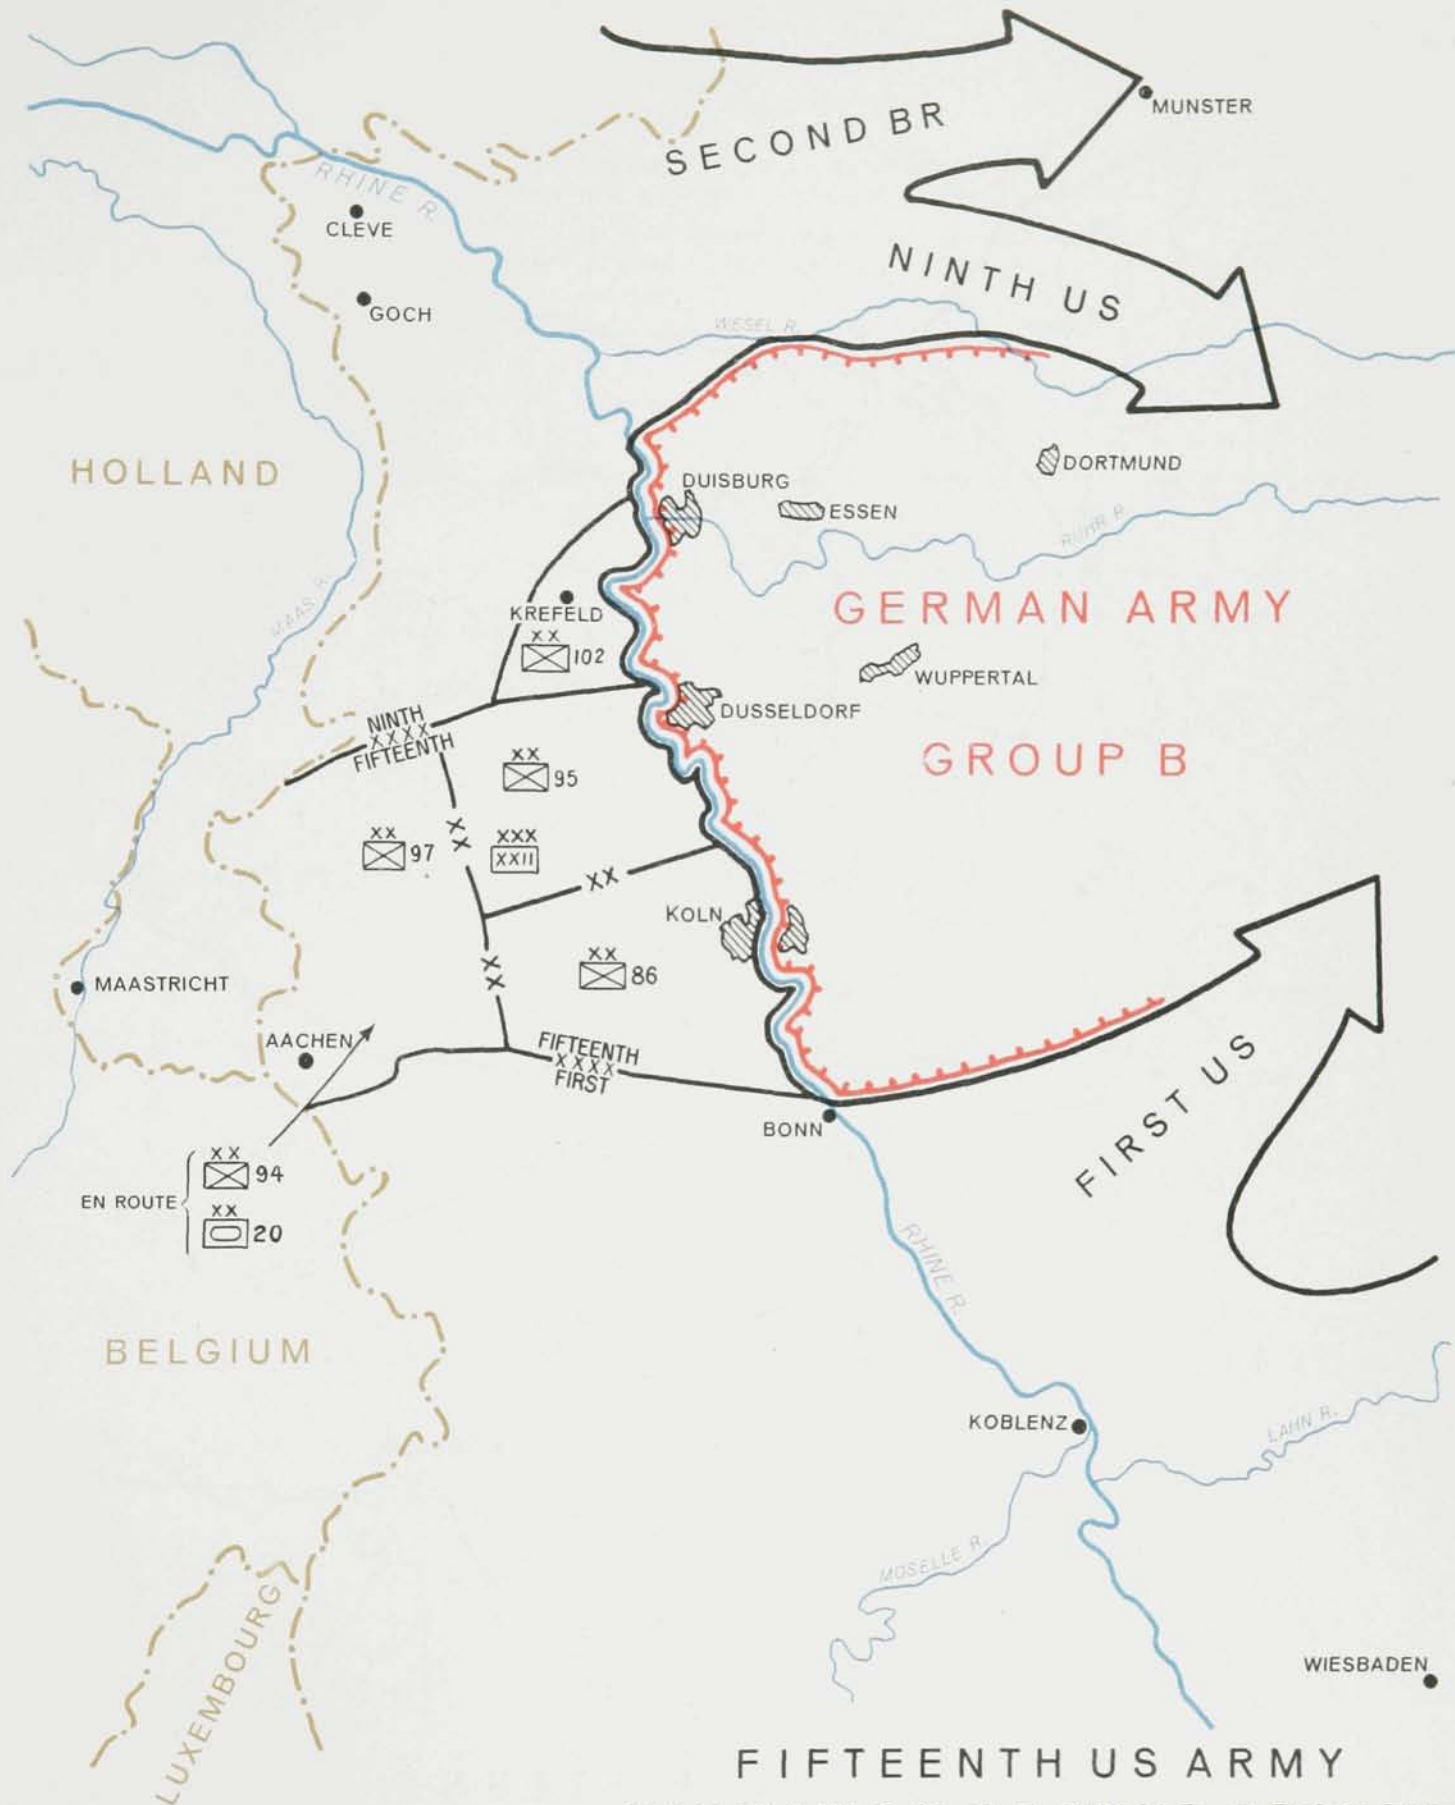 MUNSTER
SECOND BR
RHINE R.
CLEVE
NINTH US
GOCH
WESEL R.
HOLLAND
DORTMUND
DUISBURG
ESSEN
RUHR R.
MAAS R.
GERMAN ARMY
KREFELD
XX
102
WUPPERTAL
NINTH
XXXX
FIFTEENTH
DUSSELDORF
GROUP B
XX
95
XX
97
XX
XXX
XXII
XX
KOLN
XX
86
XX
MAASTRICHT
AACHEN
FIFTEENTH
XXXX
FIRST
FIRST US
BONN
XX
94
EN ROUTE
XX
20
RHINE R.
BELGIUM
KOBLENZ
LAHN R.
MOSELLE R.
LUXEMBOURG
WIESBADEN
FIFTEENTH US ARMY